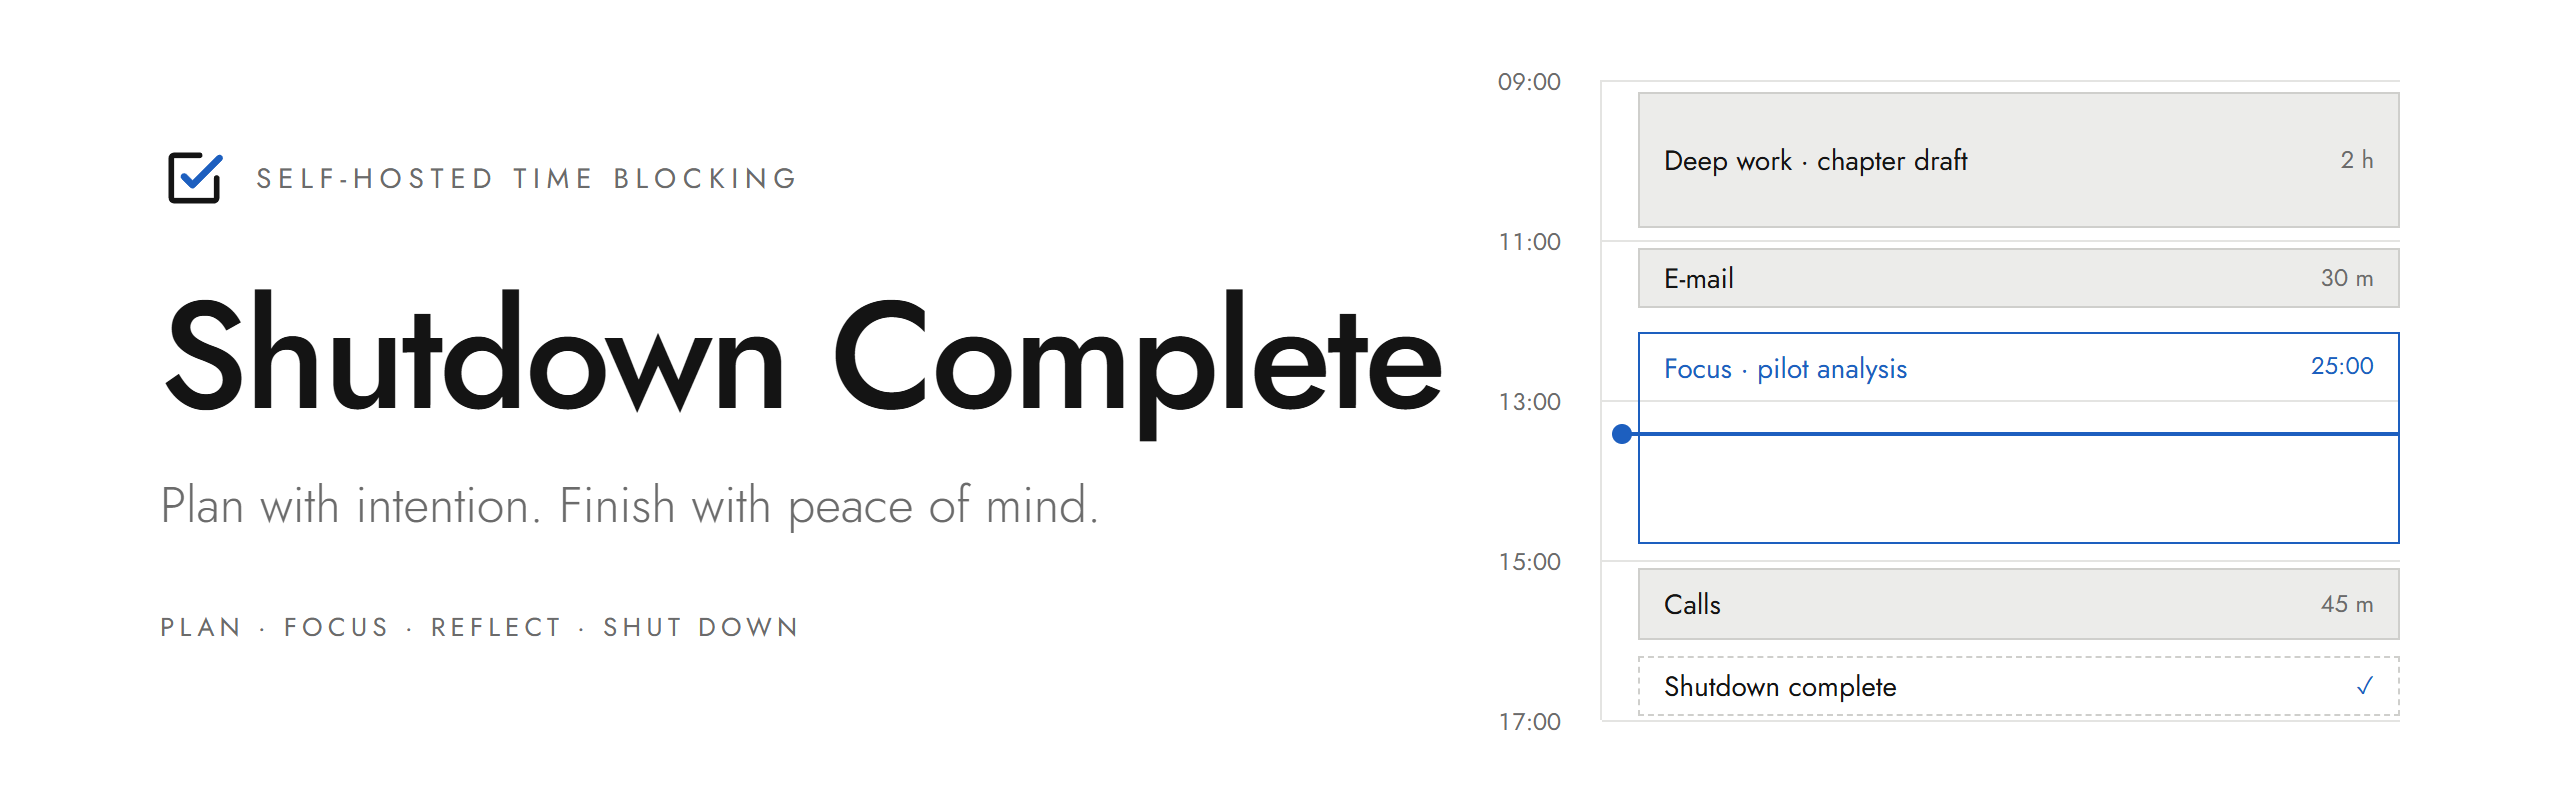 SELF-HOSTED TIME BLOCKING
Shutdown Complete
Plan with intention. Finish with peace of mind.
PLAN · FOCUS · REFLECT · SHUT DOWN
09:00
Deep work · chapter draft 2 h
11:00
E-mail 30 m
Focus · pilot analysis 25:00
13:00
15:00
Calls 45 m
Shutdown complete ✓
17:00